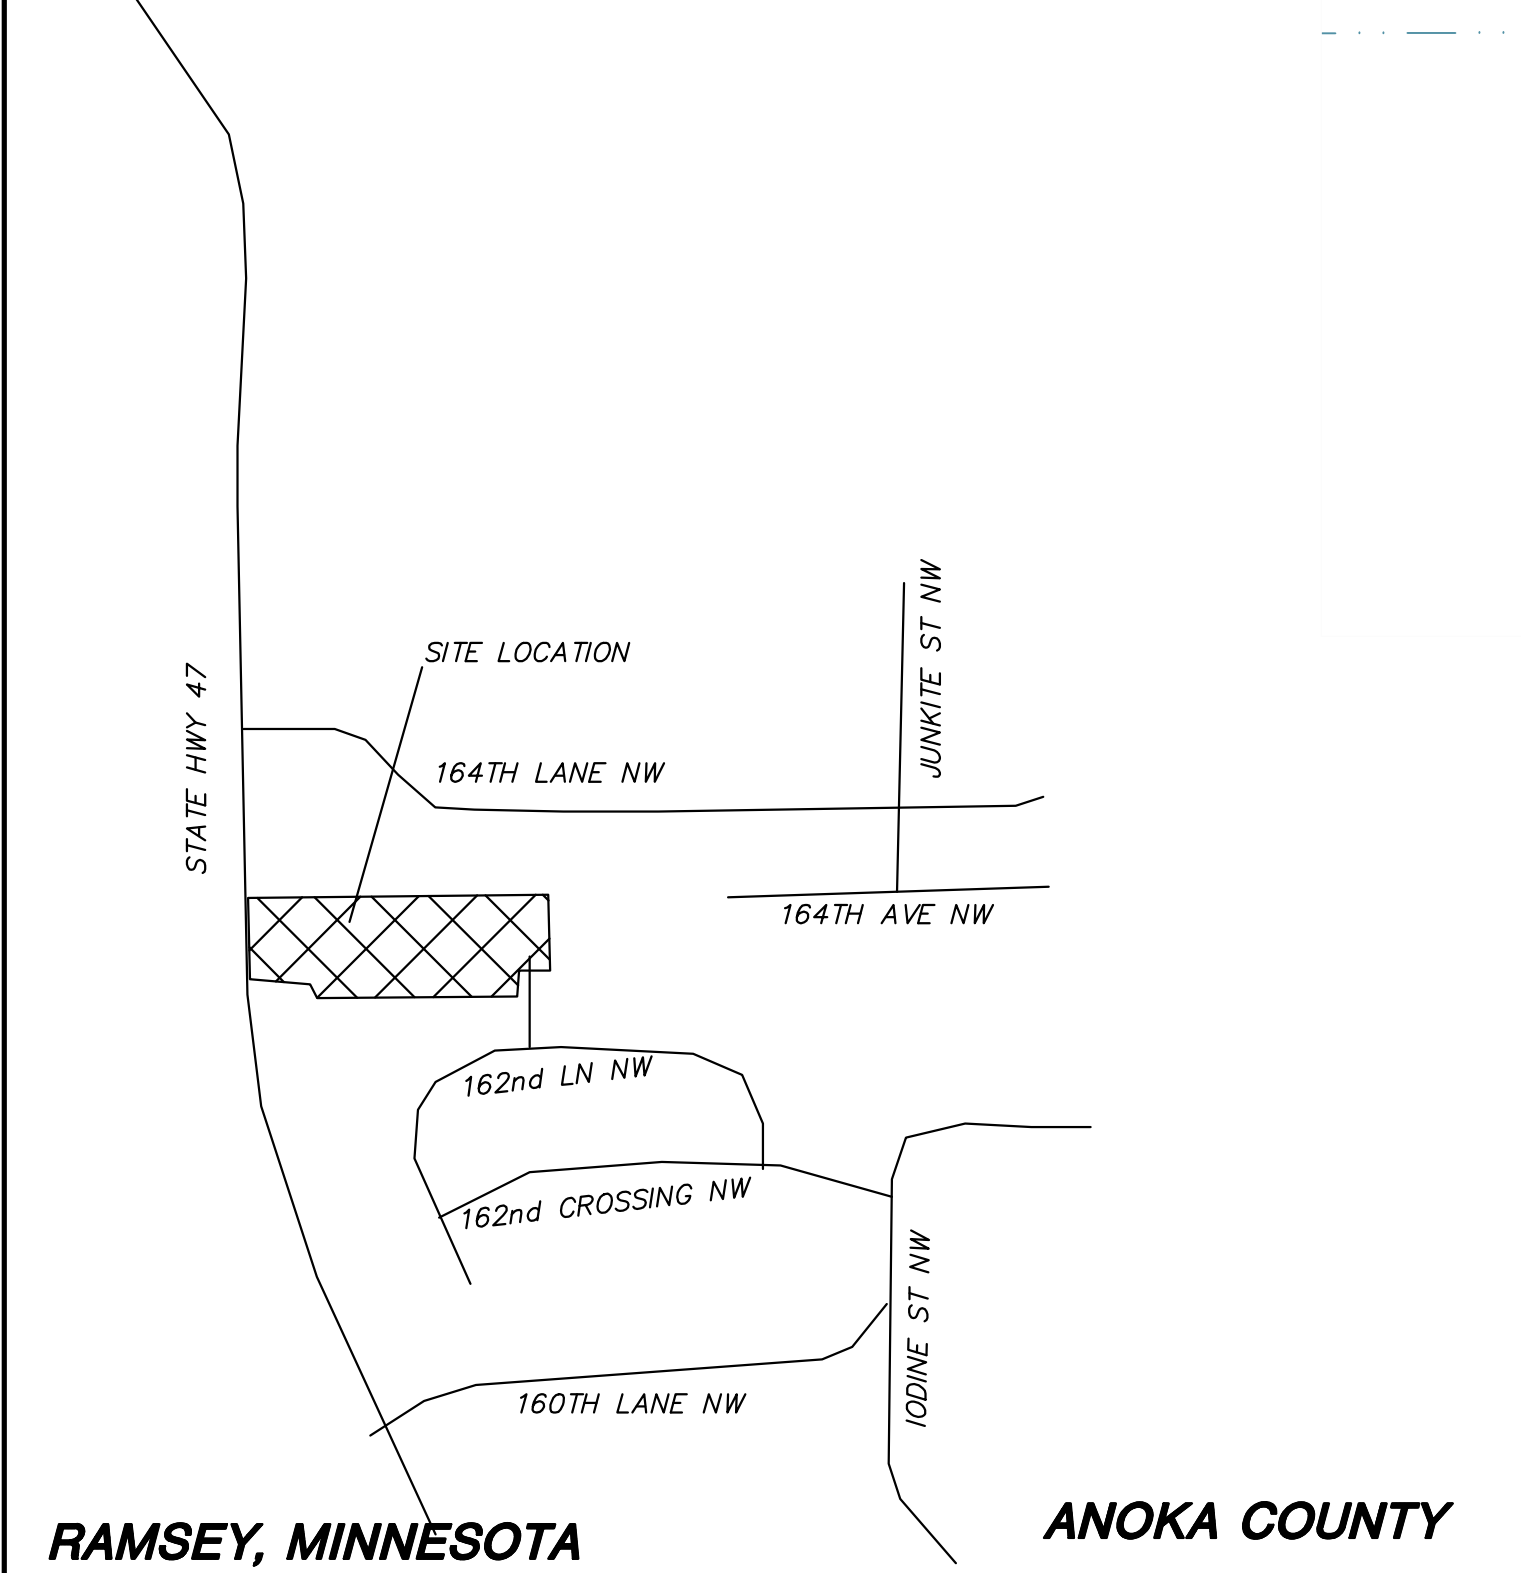 JUNKITE ST NW
SITE LOCATION
STATE HWY 47
164TH LANE NW
164TH AVE NW
162nd LN NW
162nd CROSSING NW
IODINE ST NW
160TH LANE NW
RAMSEY, MINNESOTA
ANOKA COUNTY